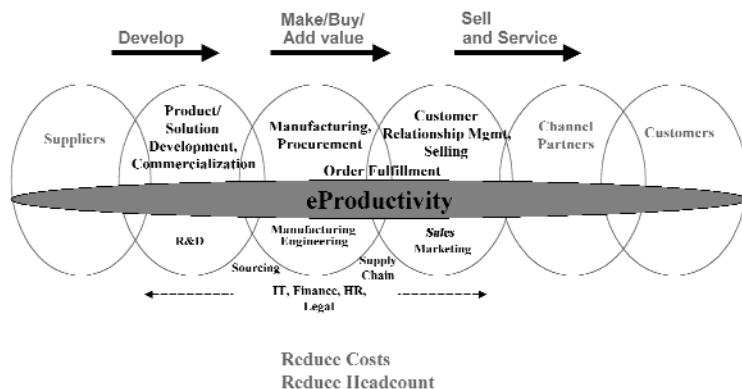 Develop
Make/Buy/
Add value
Sell
and Service
Suppliers
Product/
Solution
Development,
Commercialization
Manufacturing,
Procurement
Customer
Relationship Mgmt,
Selling
Channel
Partners
Customers
Order Fulfillment
eProductivity
R&D
Manufacturing
Engineering
Sales
Marketing
Sourcing
Supply
Chain
IT, Finance, HR,
Legal
Reduce Costs
Reduce Headcount